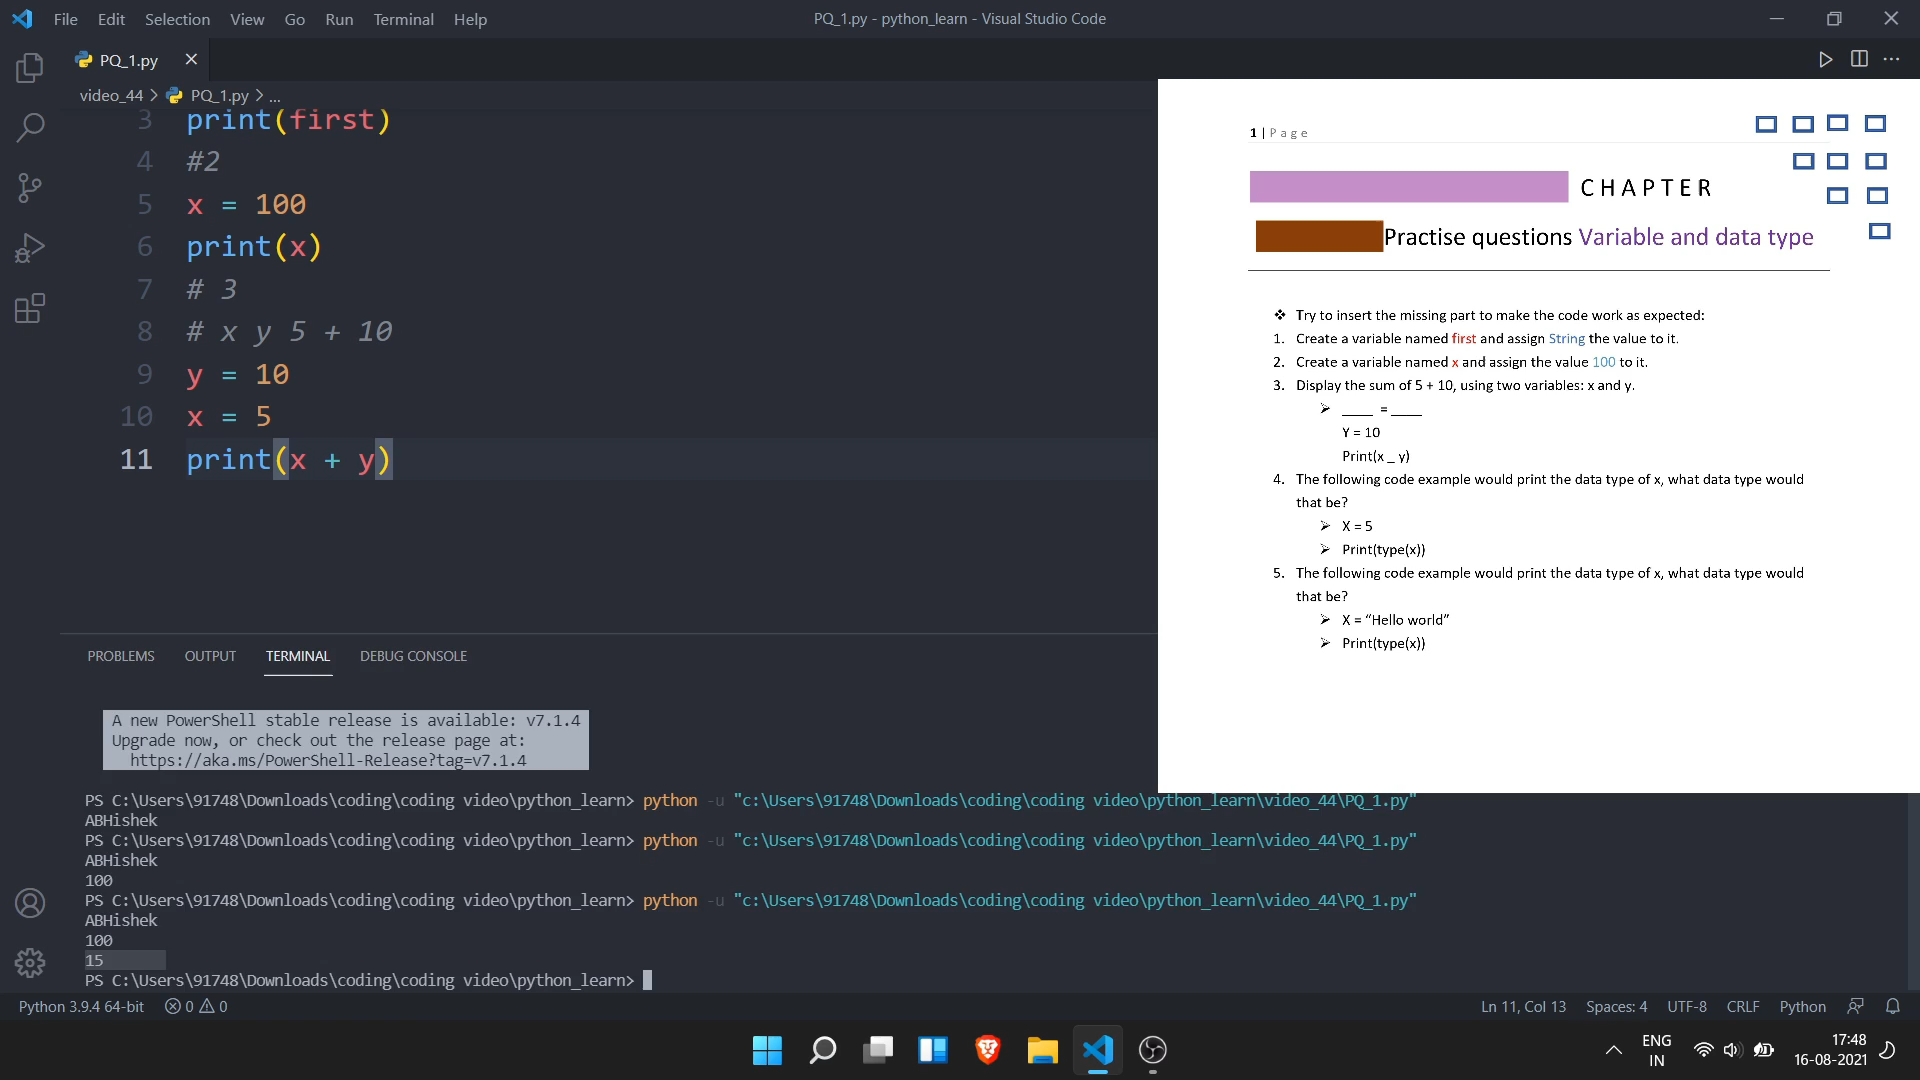 File Edit Selection View Go Run Terminal Help
PQ_1.py - python_learn - Visual Studio Code
PQ_1.py
video_44 > PQ_1.py > ...
3 print(first)
4 #2
5 x = 100
6 print(x)
7 # 3
8 # x y 5 + 10
9 y = 10
10 x = 5
11 print(x + y)
1 | Page
CHAPTER
Practise questions Variable and data type
❖ Try to insert the missing part to make the code work as expected:
1. Create a variable named first and assign String the value to it.
2. Create a variable named x and assign the value 100 to it.
3. Display the sum of 5 + 10, using two variables: x and y.
➢ ____ = ____
Y = 10
Print(x _ y)
4. The following code example would print the data type of x, what data type would
that be?
➢ X = 5
➢ Print(type(x))
5. The following code example would print the data type of x, what data type would
that be?
➢ X = “Hello world”
➢ Print(type(x))
PROBLEMS OUTPUT TERMINAL DEBUG CONSOLE
A new PowerShell stable release is available: v7.1.4
Upgrade now, or check out the release page at:
https://aka.ms/PowerShell-Release?tag=v7.1.4
PS C:\Users\91748\Downloads\coding\coding video\python_learn> python -u "c:\Users\91748\Downloads\coding\coding video\python_learn\video_44\PQ_1.py"
ABHishek
PS C:\Users\91748\Downloads\coding\coding video\python_learn> python -u "c:\Users\91748\Downloads\coding\coding video\python_learn\video_44\PQ_1.py"
ABHishek
100
PS C:\Users\91748\Downloads\coding\coding video\python_learn> python -u "c:\Users\91748\Downloads\coding\coding video\python_learn\video_44\PQ_1.py"
ABHishek
100
15
PS C:\Users\91748\Downloads\coding\coding video\python_learn>
Python 3.9.4 64-bit 0 0
Ln 11, Col 13 Spaces: 4 UTF-8 CRLF Python
ENG
IN
17:48
16-08-2021